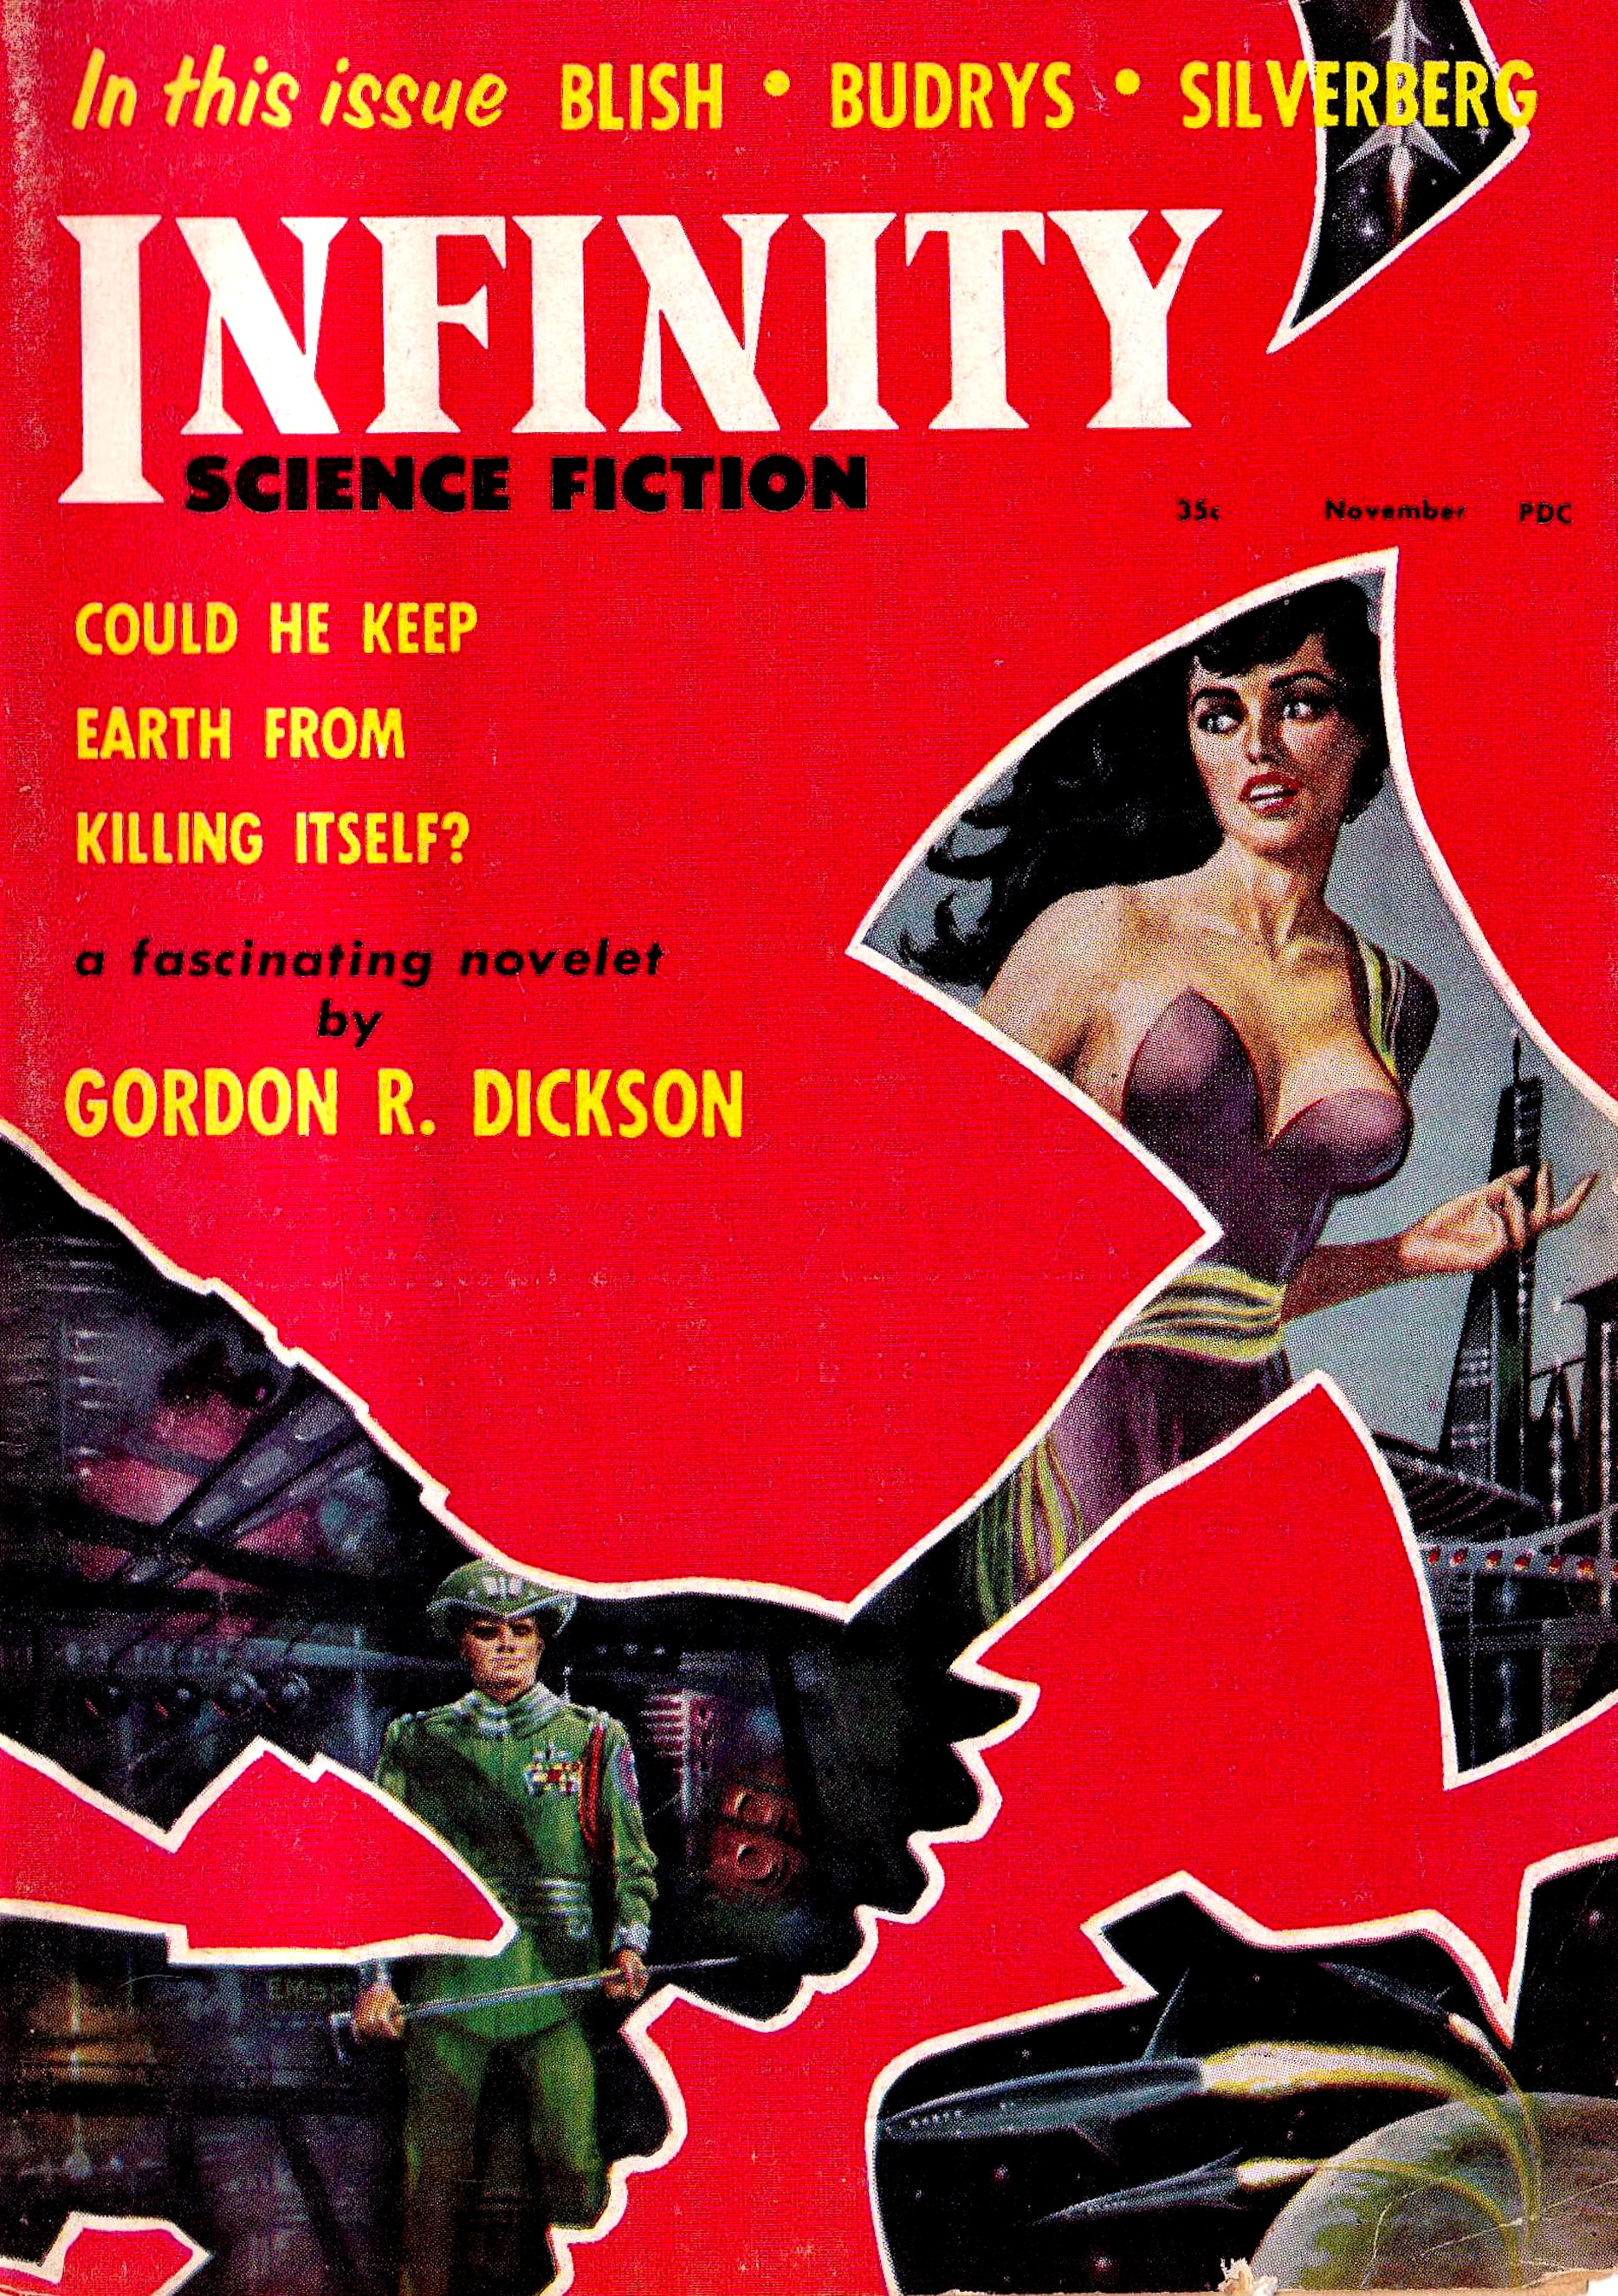 In this issue BLISH • BUDRYS • SILVERBERG
INFINITY
SCIENCE FICTION
35¢ November PDC
COULD HE KEEP
EARTH FROM
KILLING ITSELF?
a fascinating novelet
by
GORDON R. DICKSON